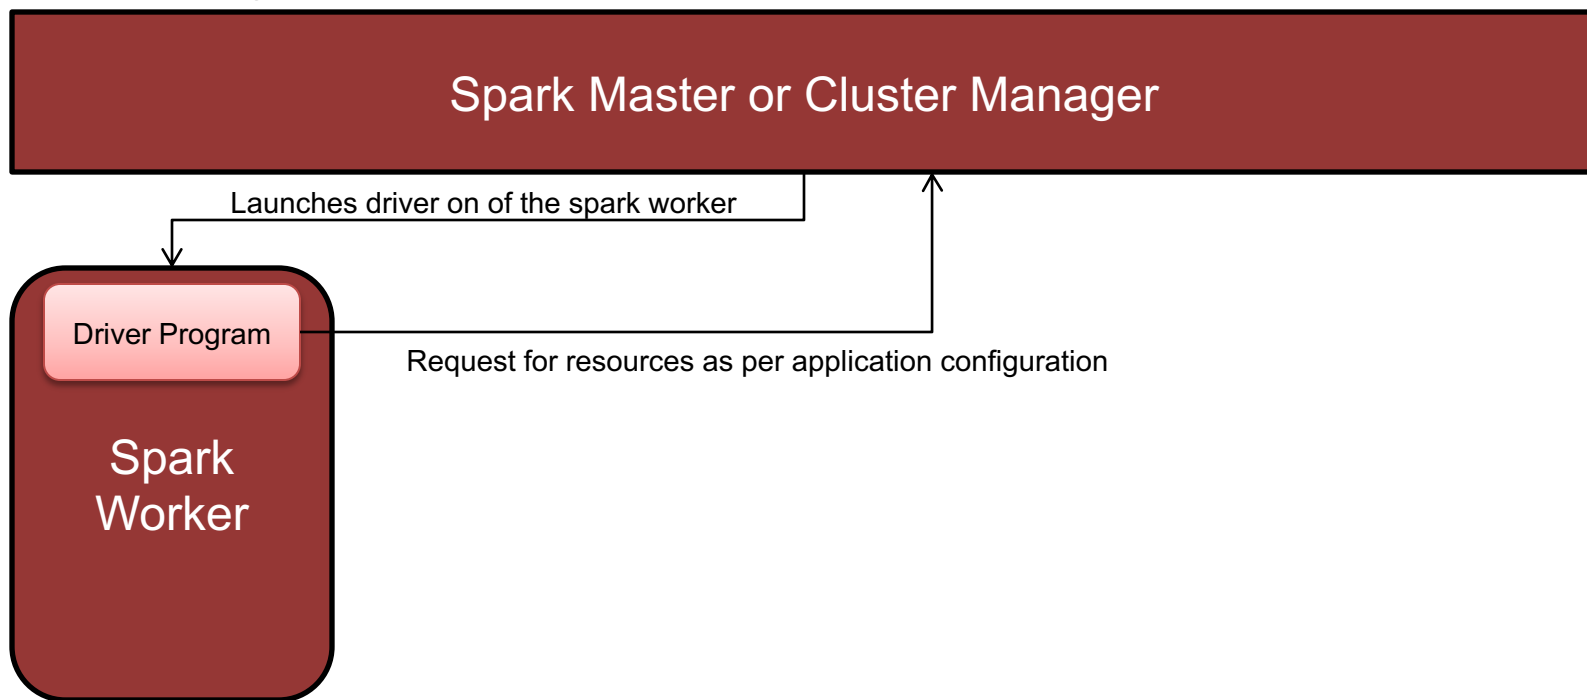 Spark Master or Cluster Manager
Launches driver on of the spark worker
Driver Program
Request for resources as per application configuration
Spark
Worker